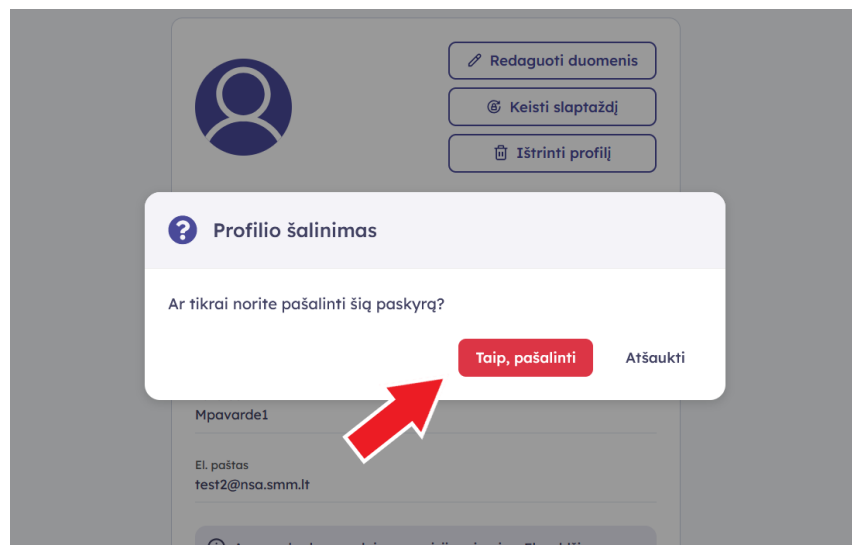 Redaguoti duomenis
Keisti slaptaždį
Ištrinti profilį
Profilio šalinimas
Ar tikrai norite pašalinti šią paskyrą?
Taip, pašalinti
Atšaukti
Mpavarde1
El. paštas
test2@nsa.smm.lt